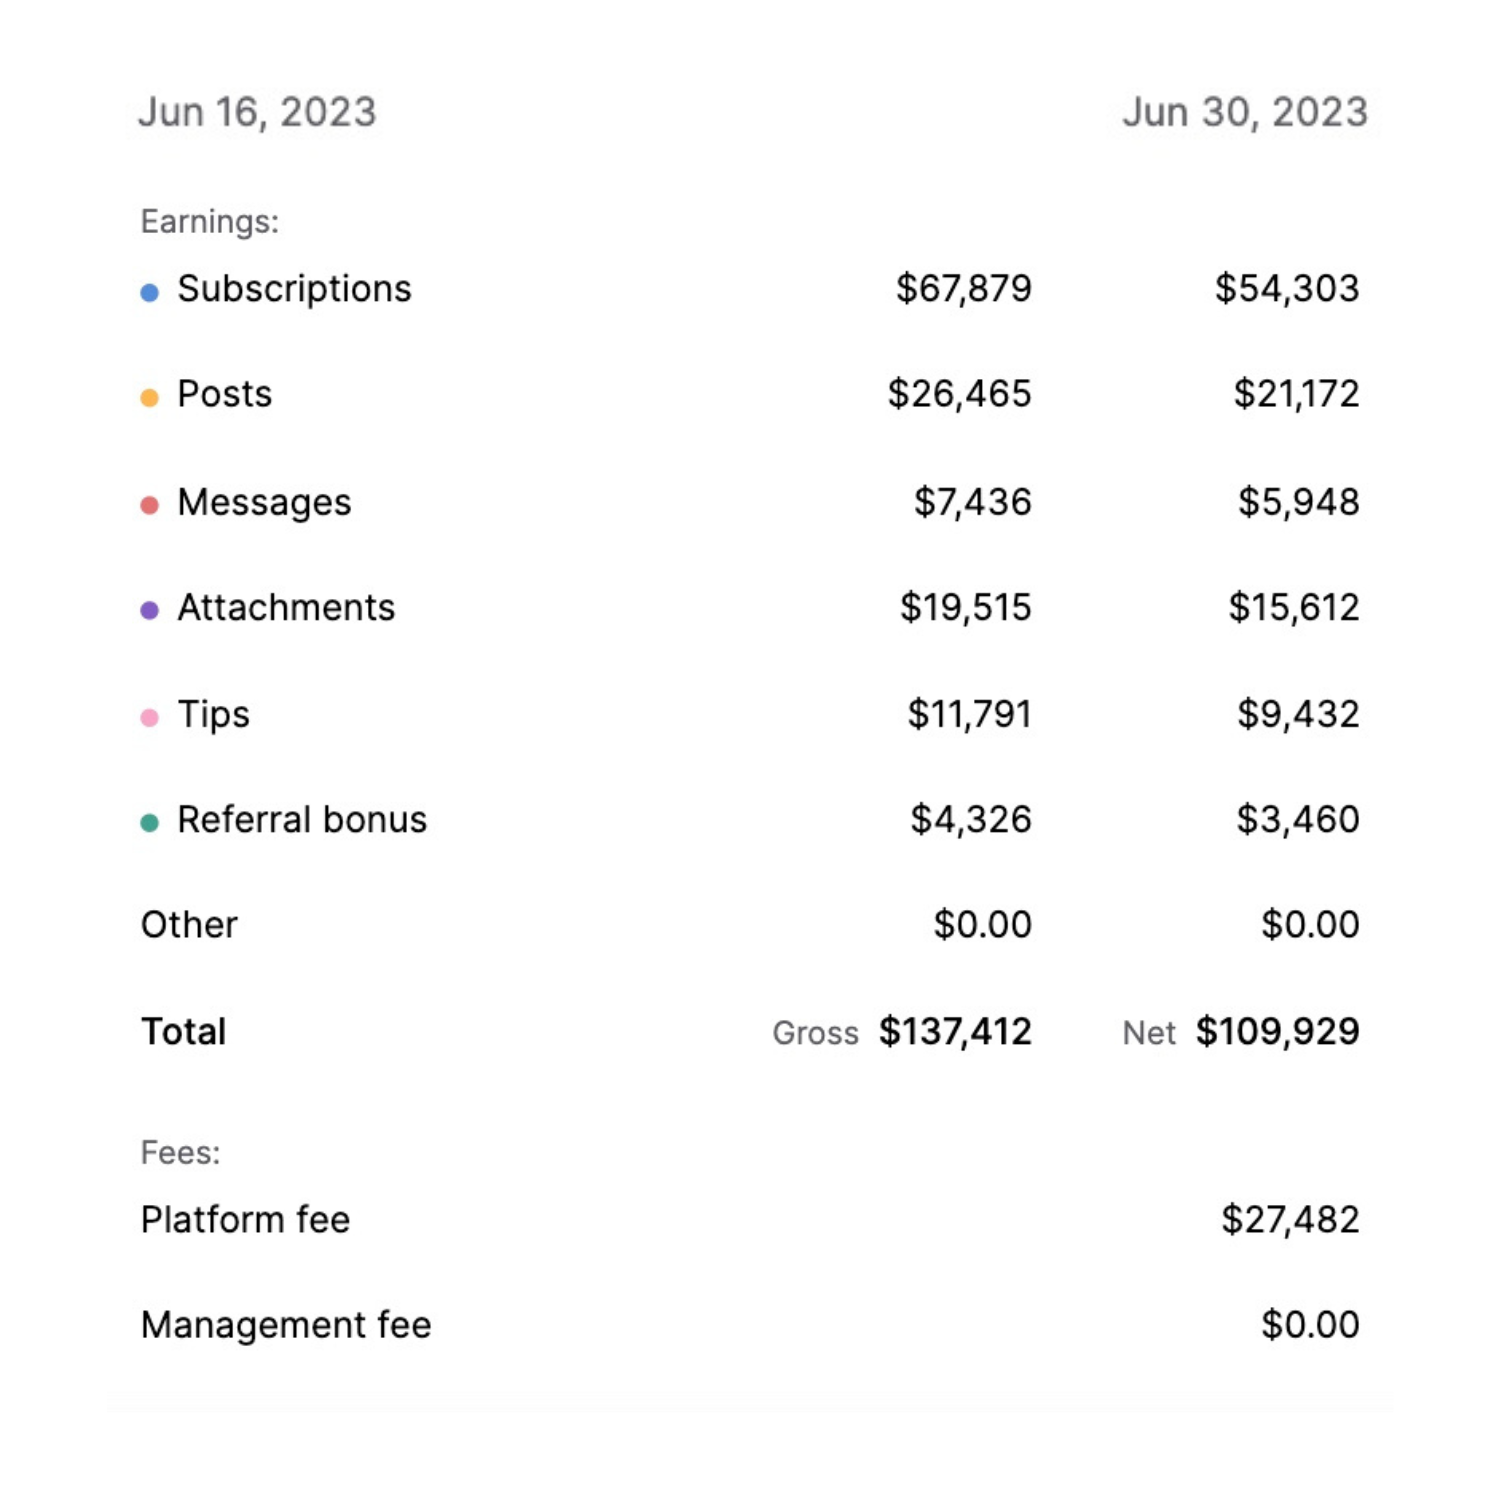 Jun 16, 2023 Jun 30, 2023
Earnings:
Subscriptions $67,879 $54,303
Posts $26,465 $21,172
Messages $7,436 $5,948
Attachments $19,515 $15,612
Tips $11,791 $9,432
Referral bonus $4,326 $3,460
Other $0.00 $0.00
Total Gross $137,412 Net $109,929
Fees:
Platform fee $27,482
Management fee $0.00